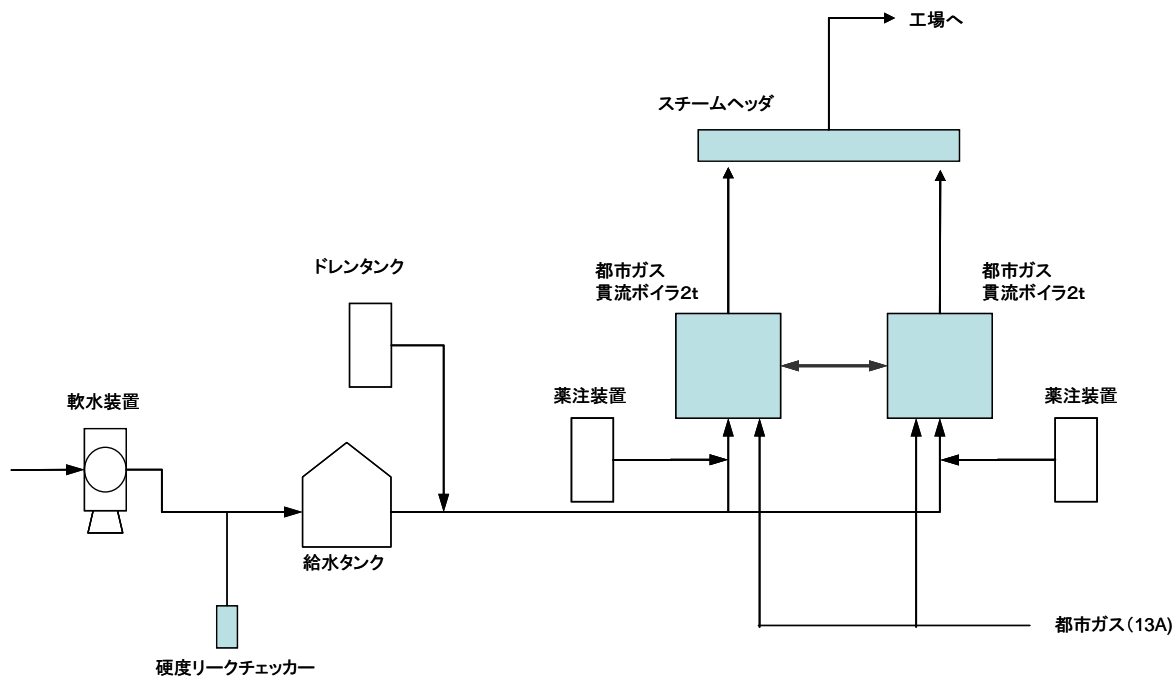 工場へ
スチームヘッダ
ドレンタンク
都市ガス
貫流ボイラ2t
都市ガス
貫流ボイラ2t
軟水装置
薬注装置
薬注装置
給水タンク
都市ガス(13A)
硬度リークチェッカー